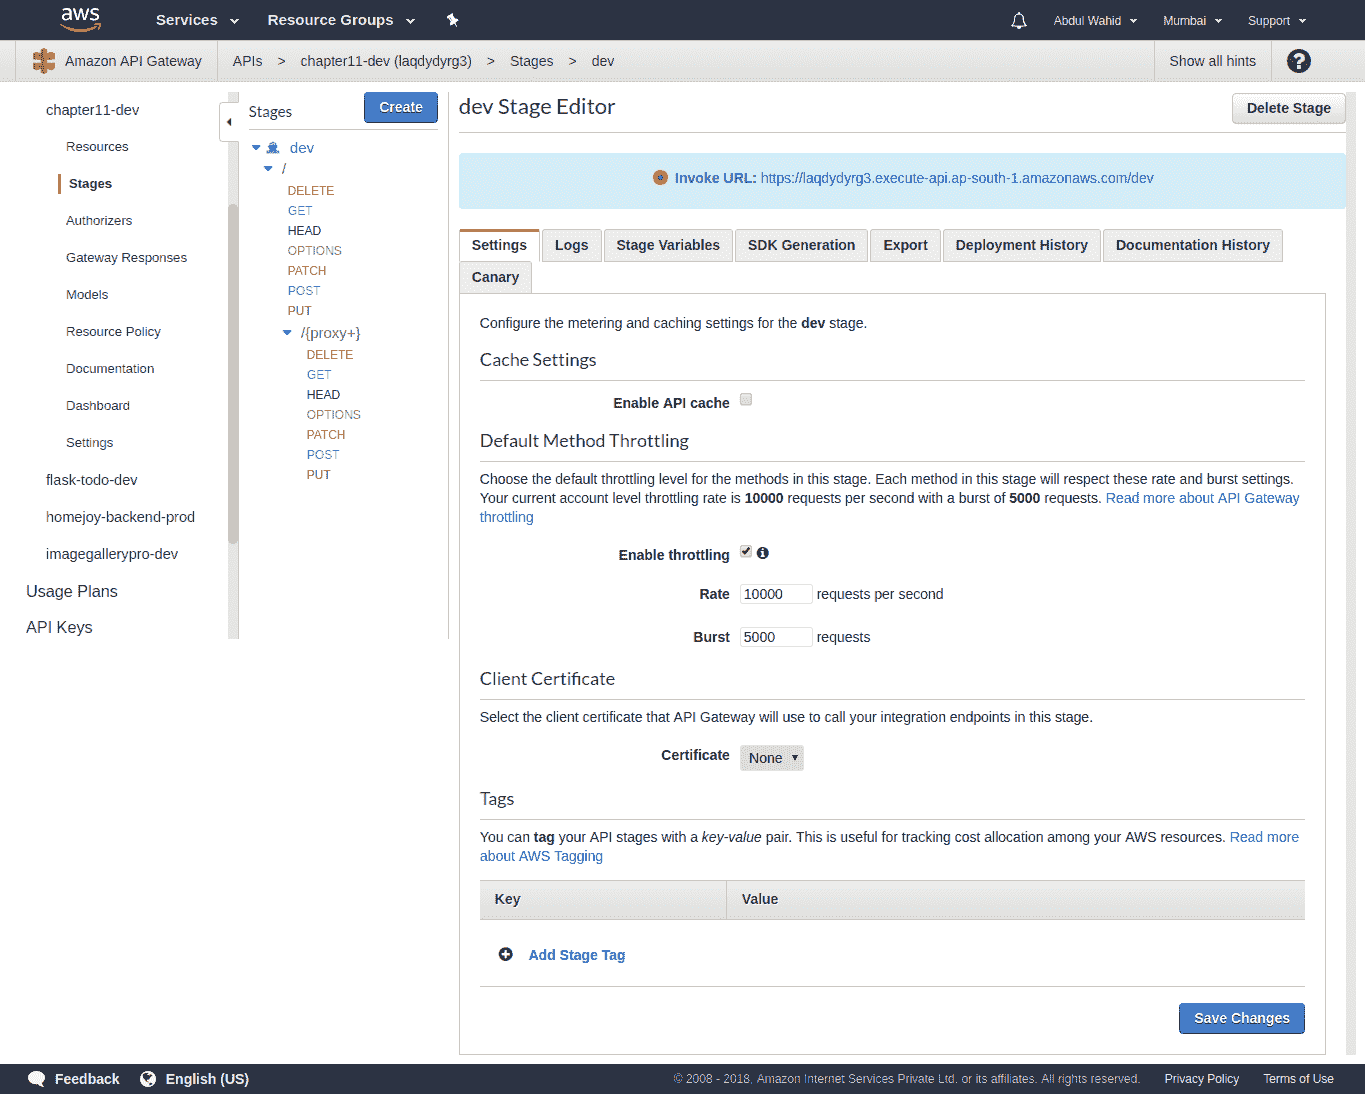 aws
Services
Resource Groups
Abdul Wahid
Mumbai
Support
Amazon API Gateway
APIs > chapter11-dev (laqdydyrg3) > Stages > dev
Show all hints
?
chapter11-dev
Resources
Stages
Authorizers
Gateway Responses
Models
Resource Policy
Documentation
Dashboard
Settings
flask-todo-dev
homejoy-backend-prod
imagegallerypro-dev
Usage Plans
API Keys
Stages
Create
dev
/
DELETE
GET
HEAD
OPTIONS
PATCH
POST
PUT
/{proxy+}
DELETE
GET
HEAD
OPTIONS
PATCH
POST
PUT
dev Stage Editor
Delete Stage
Invoke URL: https://laqdydyrg3.execute-api.ap-south-1.amazonaws.com/dev
Settings
Logs
Stage Variables
SDK Generation
Export
Deployment History
Documentation History
Canary
Configure the metering and caching settings for the dev stage.
Cache Settings
Enable API cache
Default Method Throttling
Choose the default throttling level for the methods in this stage. Each method in this stage will respect these rate and burst settings.
Your current account level throttling rate is 10000 requests per second with a burst of 5000 requests. Read more about API Gateway
throttling
Enable throttling
Rate 10000 requests per second
Burst 5000 requests
Client Certificate
Select the client certificate that API Gateway will use to call your integration endpoints in this stage.
Certificate None
Tags
You can tag your API stages with a key-value pair. This is useful for tracking cost allocation among your AWS resources. Read more
about AWS Tagging
Key Value
Add Stage Tag
Save Changes
Feedback
English (US)
© 2008 - 2018, Amazon Internet Services Private Ltd. or its affiliates. All rights reserved.
Privacy Policy
Terms of Use